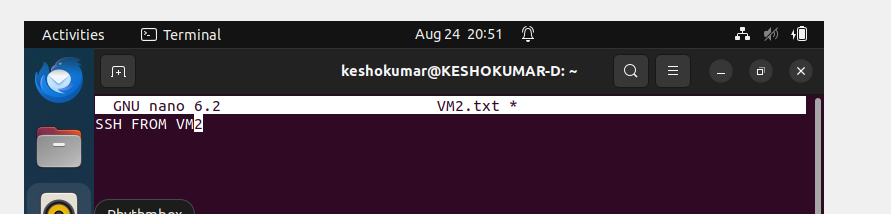 Activities Terminal Aug 24 20:51
keshokumar@KESHOKUMAR-D: ~
GNU nano 6.2 VM2.txt *
SSH FROM VM2
Rhythmbox